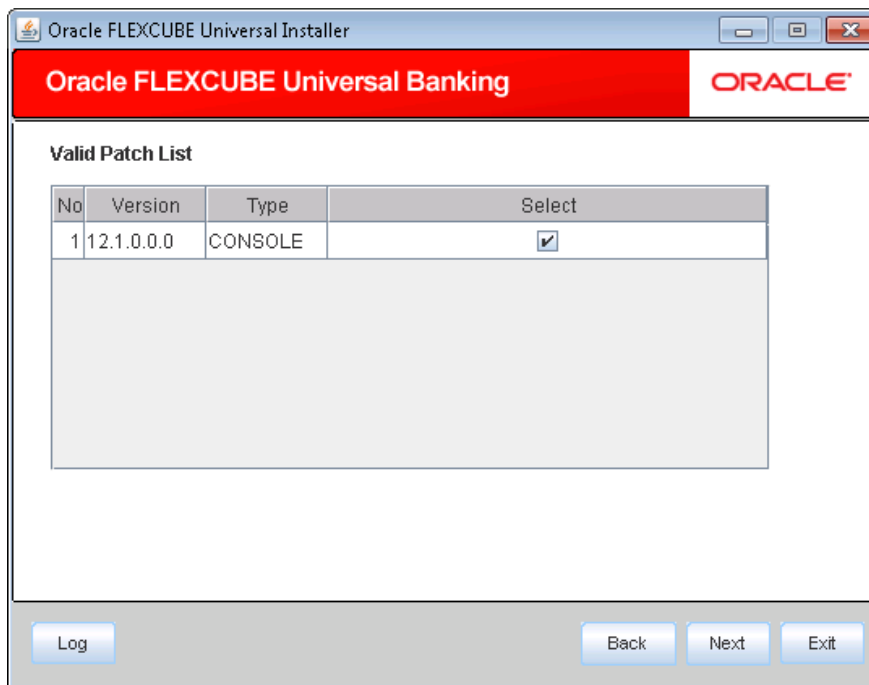 Oracle FLEXCUBE Universal Installer
Oracle FLEXCUBE Universal Banking
ORACLE
Valid Patch List
No Version Type Select
1 12.1.0.0.0 CONSOLE
Log Back Next Exit